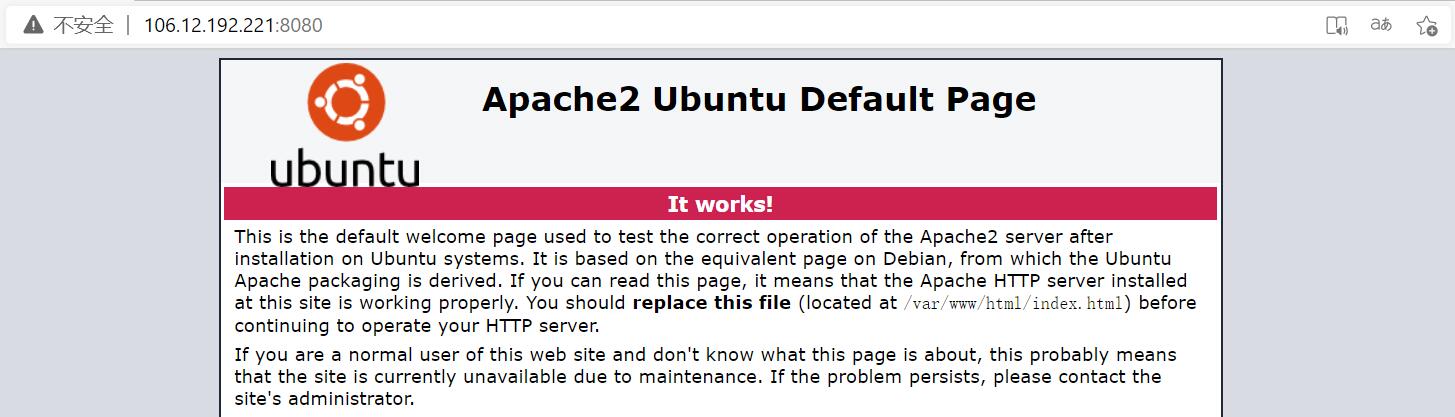 不安全 | 106.12.192.221:8080
Apache2 Ubuntu Default Page
ubuntu
It works!
This is the default welcome page used to test the correct operation of the Apache2 server after
installation on Ubuntu systems. It is based on the equivalent page on Debian, from which the Ubuntu
Apache packaging is derived. If you can read this page, it means that the Apache HTTP server installed
at this site is working properly. You should replace this file (located at /var/www/html/index.html) before
continuing to operate your HTTP server.
If you are a normal user of this web site and don't know what this page is about, this probably means
that the site is currently unavailable due to maintenance. If the problem persists, please contact the
site's administrator.